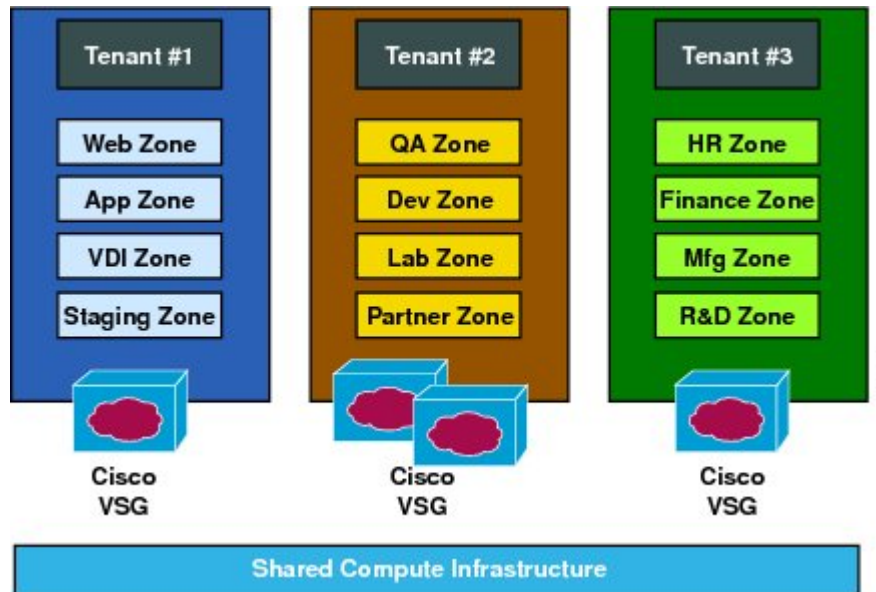 Tenant #1
Web Zone
App Zone
VDI Zone
Staging Zone
Cisco
VSG
Tenant #2
QA Zone
Dev Zone
Lab Zone
Partner Zone
Cisco
VSG
Tenant #3
HR Zone
Finance Zone
Mfg Zone
R&D Zone
Cisco
VSG
Shared Compute Infrastructure